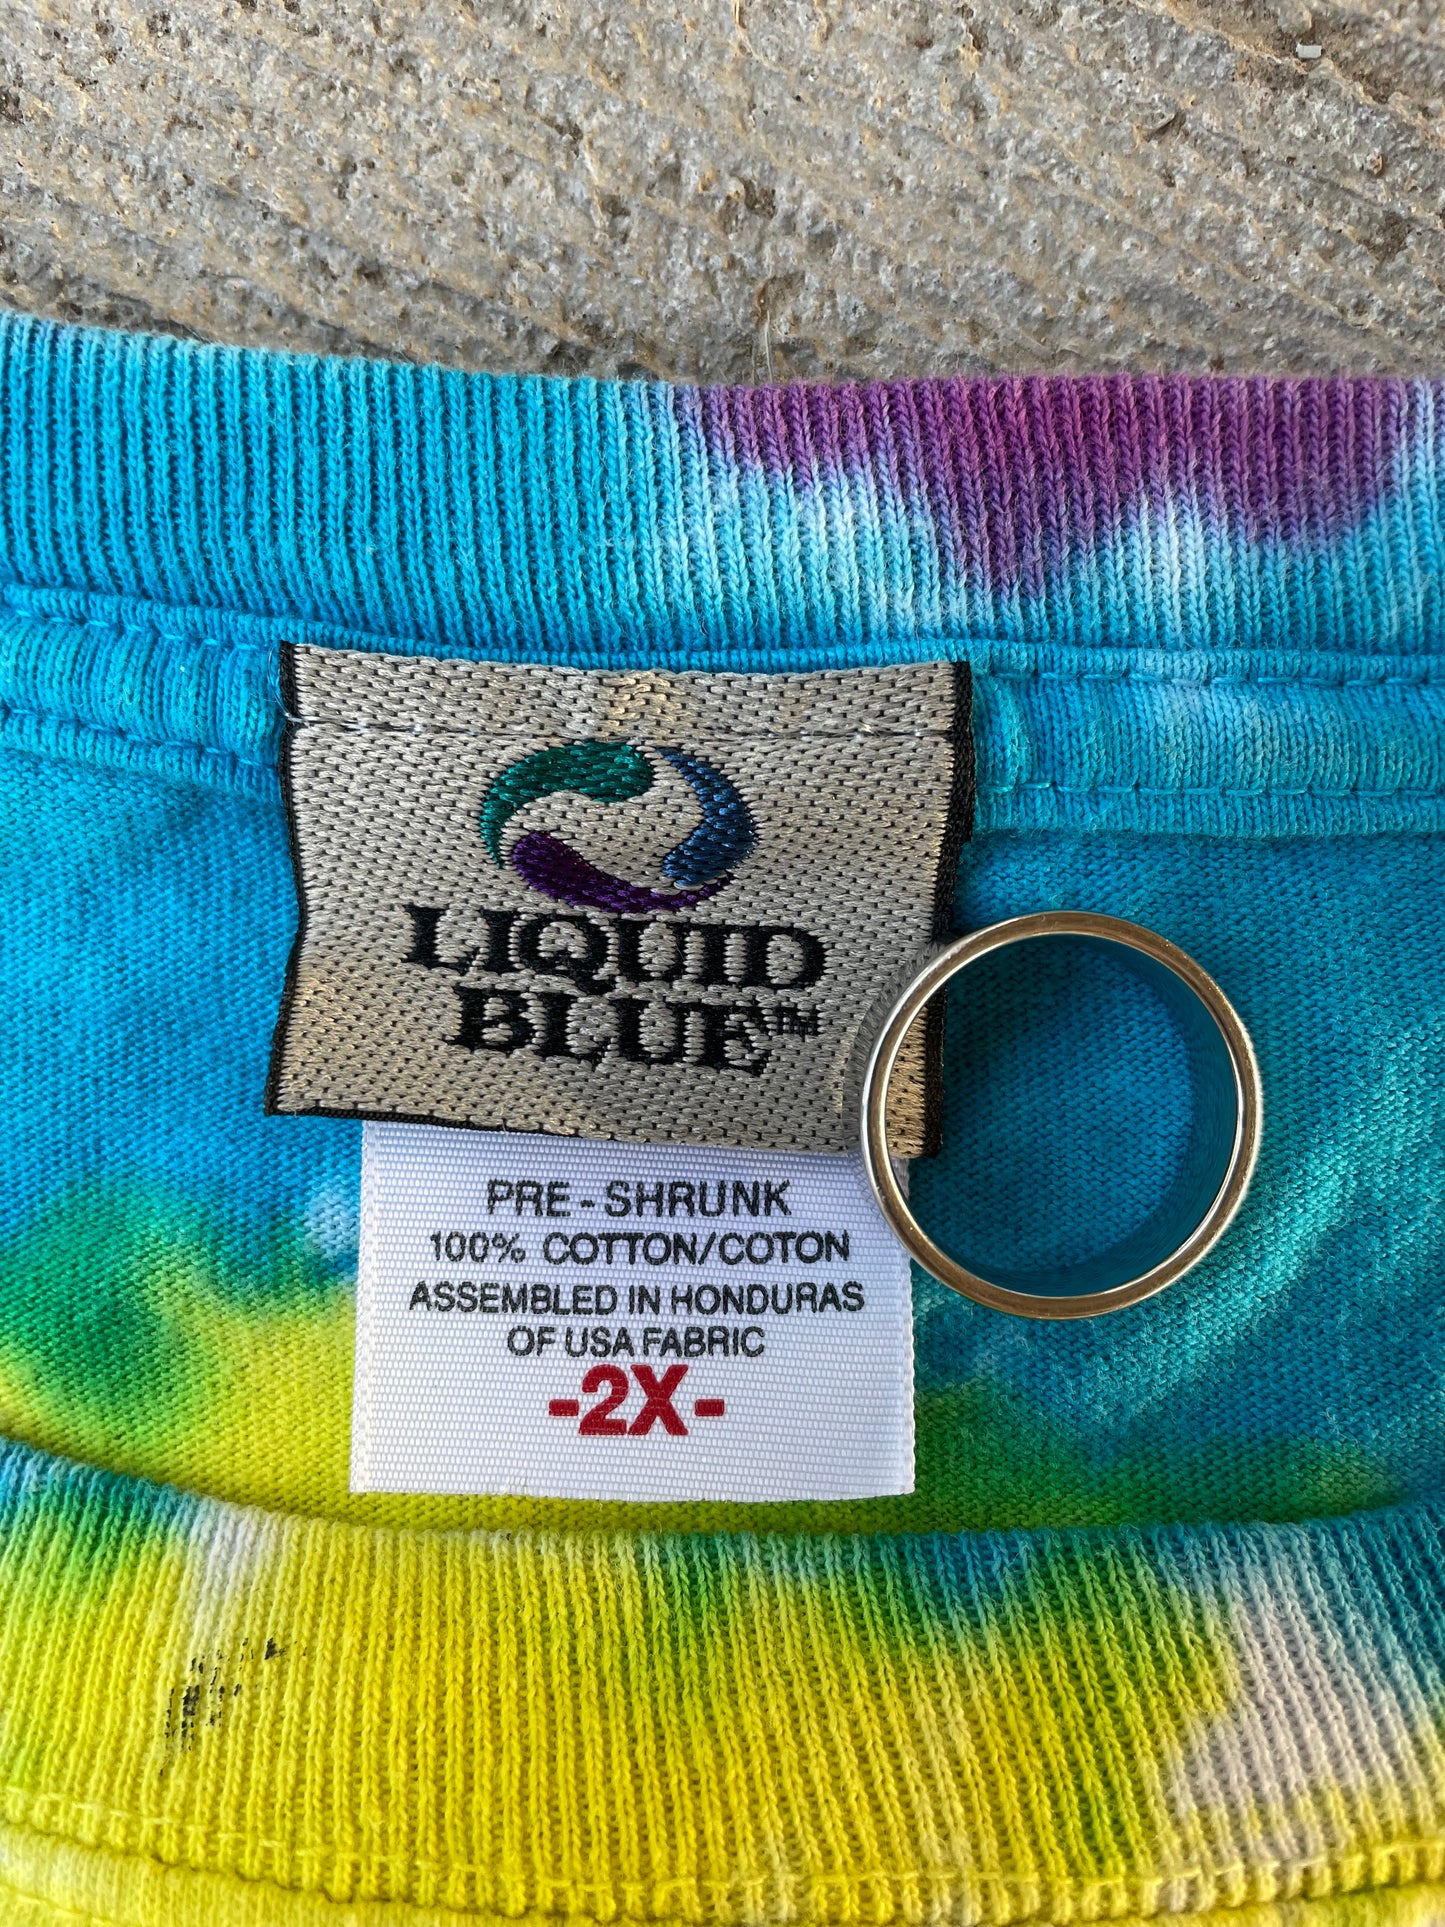 LIQUID
BLUE™
PRE-SHRUNK
100% COTTON/COTON
ASSEMBLED IN HONDURAS
OF USA FABRIC
-2X-